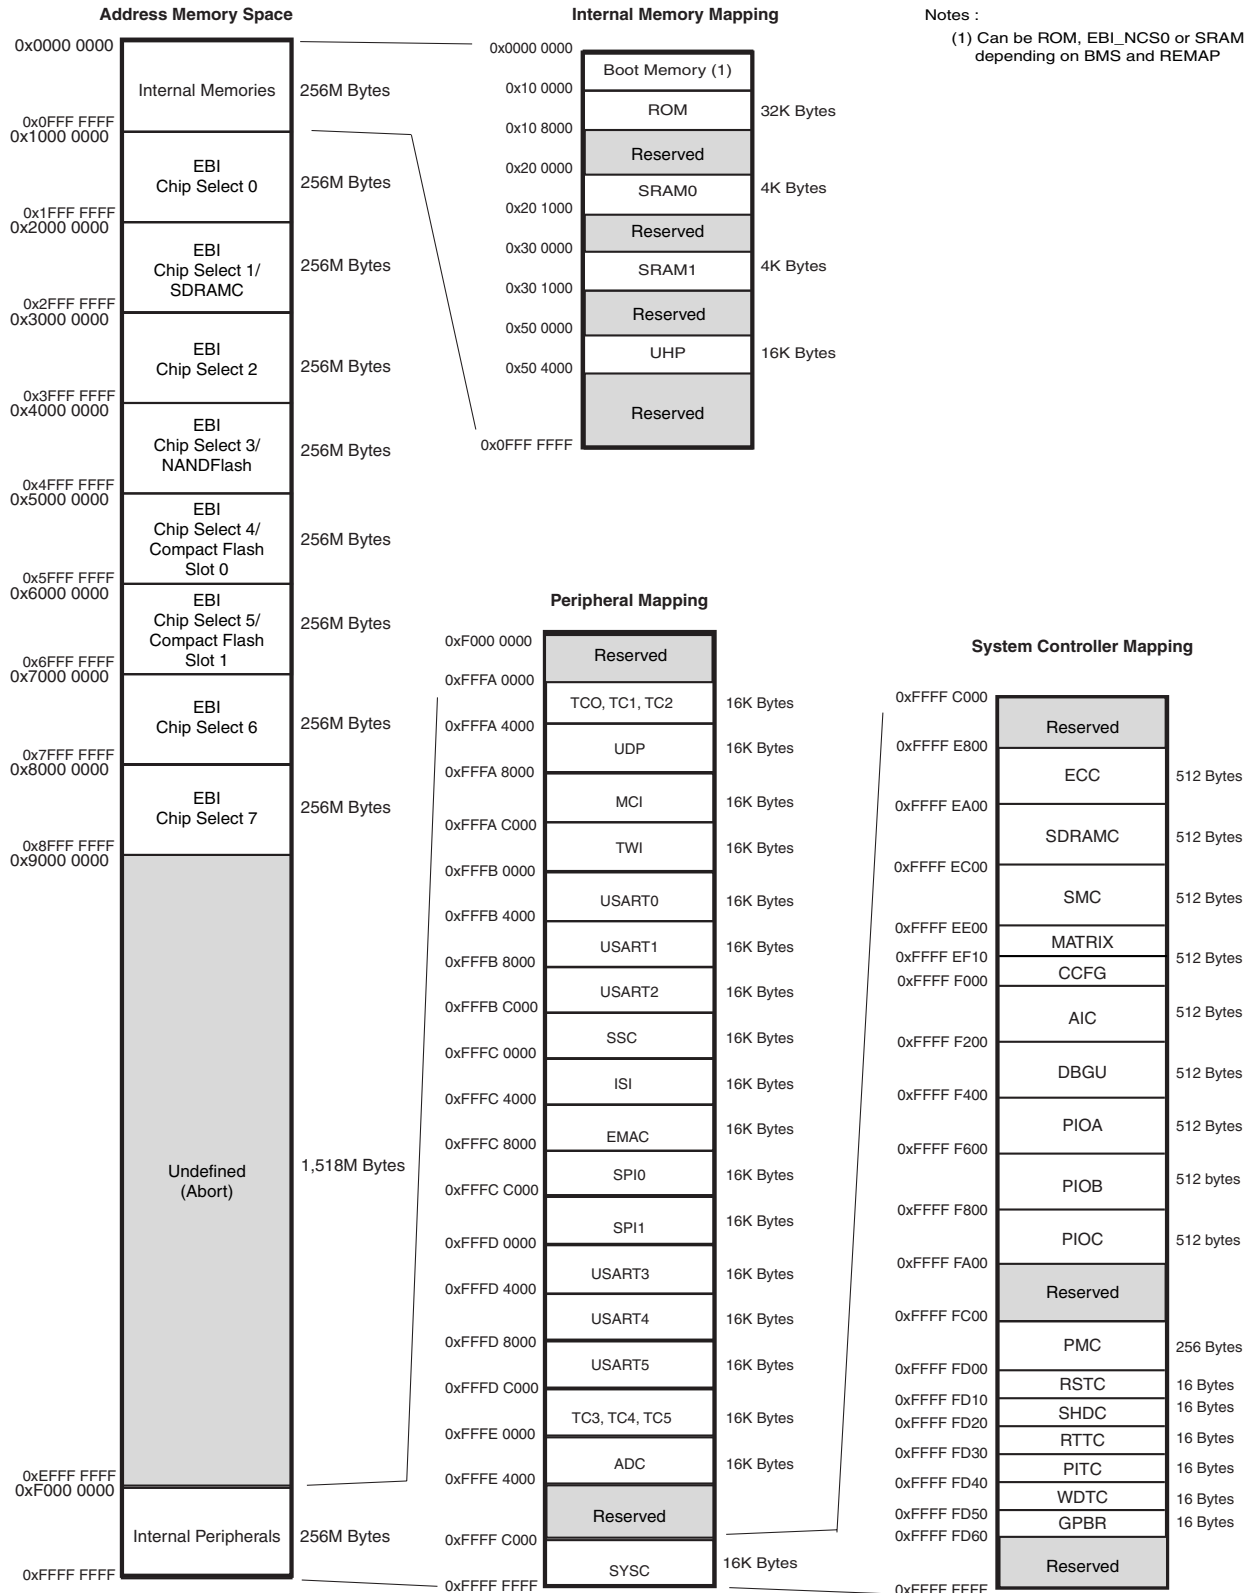 Address Memory Space
0x0000 0000
Internal Memories
256M Bytes
0x0FFF FFFF
0x1000 0000
EBI
Chip Select 0
256M Bytes
0x1FFF FFFF
0x2000 0000
EBI
Chip Select 1/
SDRAMC
256M Bytes
0x2FFF FFFF
0x3000 0000
EBI
Chip Select 2
256M Bytes
0x3FFF FFFF
0x4000 0000
EBI
Chip Select 3/
NANDFlash
256M Bytes
0x4FFF FFFF
0x5000 0000
EBI
Chip Select 4/
Compact Flash
Slot 0
256M Bytes
0x5FFF FFFF
0x6000 0000
EBI
Chip Select 5/
Compact Flash
Slot 1
256M Bytes
0x6FFF FFFF
0x7000 0000
EBI
Chip Select 6
256M Bytes
0x7FFF FFFF
0x8000 0000
EBI
Chip Select 7
256M Bytes
0x8FFF FFFF
0x9000 0000
Undefined
(Abort)
1,518M Bytes
0xEFFF FFFF
0xF000 0000
Internal Peripherals
256M Bytes
0xFFFF FFFF
Internal Memory Mapping
0x0000 0000
Boot Memory (1)
0x10 0000
ROM
32K Bytes
0x10 8000
Reserved
0x20 0000
SRAM0
4K Bytes
0x20 1000
Reserved
0x30 0000
SRAM1
4K Bytes
0x30 1000
Reserved
0x50 0000
UHP
16K Bytes
0x50 4000
Reserved
0x0FFF FFFF
Notes :
(1) Can be ROM, EBI_NCS0 or SRAM
depending on BMS and REMAP
Peripheral Mapping
0xF000 0000
Reserved
0xFFFA 0000
TCO, TC1, TC2
16K Bytes
0xFFFA 4000
UDP
16K Bytes
0xFFFA 8000
MCI
16K Bytes
0xFFFA C000
TWI
16K Bytes
0xFFFB 0000
USART0
16K Bytes
0xFFFB 4000
USART1
16K Bytes
0xFFFB 8000
USART2
16K Bytes
0xFFFB C000
SSC
16K Bytes
0xFFFC 0000
ISI
16K Bytes
0xFFFC 4000
EMAC
16K Bytes
0xFFFC 8000
SPI0
16K Bytes
0xFFFC C000
SPI1
16K Bytes
0xFFFD 0000
USART3
16K Bytes
0xFFFD 4000
USART4
16K Bytes
0xFFFD 8000
USART5
16K Bytes
0xFFFD C000
TC3, TC4, TC5
16K Bytes
0xFFFE 0000
ADC
16K Bytes
0xFFFE 4000
Reserved
0xFFFF C000
SYSC
16K Bytes
0xFFFF FFFF
System Controller Mapping
0xFFFF C000
Reserved
0xFFFF E800
ECC
512 Bytes
0xFFFF EA00
SDRAMC
512 Bytes
0xFFFF EC00
SMC
512 Bytes
0xFFFF EE00
MATRIX
0xFFFF EF10
512 Bytes
CCFG
0xFFFF F000
AIC
512 Bytes
0xFFFF F200
DBGU
512 Bytes
0xFFFF F400
PIOA
512 Bytes
0xFFFF F600
PIOB
512 bytes
0xFFFF F800
PIOC
512 bytes
0xFFFF FA00
Reserved
0xFFFF FC00
PMC
256 Bytes
0xFFFF FD00
RSTC
16 Bytes
0xFFFF FD10
SHDC
16 Bytes
0xFFFF FD20
RTTC
16 Bytes
0xFFFF FD30
PITC
16 Bytes
0xFFFF FD40
WDTC
16 Bytes
0xFFFF FD50
GPBR
16 Bytes
0xFFFF FD60
Reserved
0xFFFF FFFF